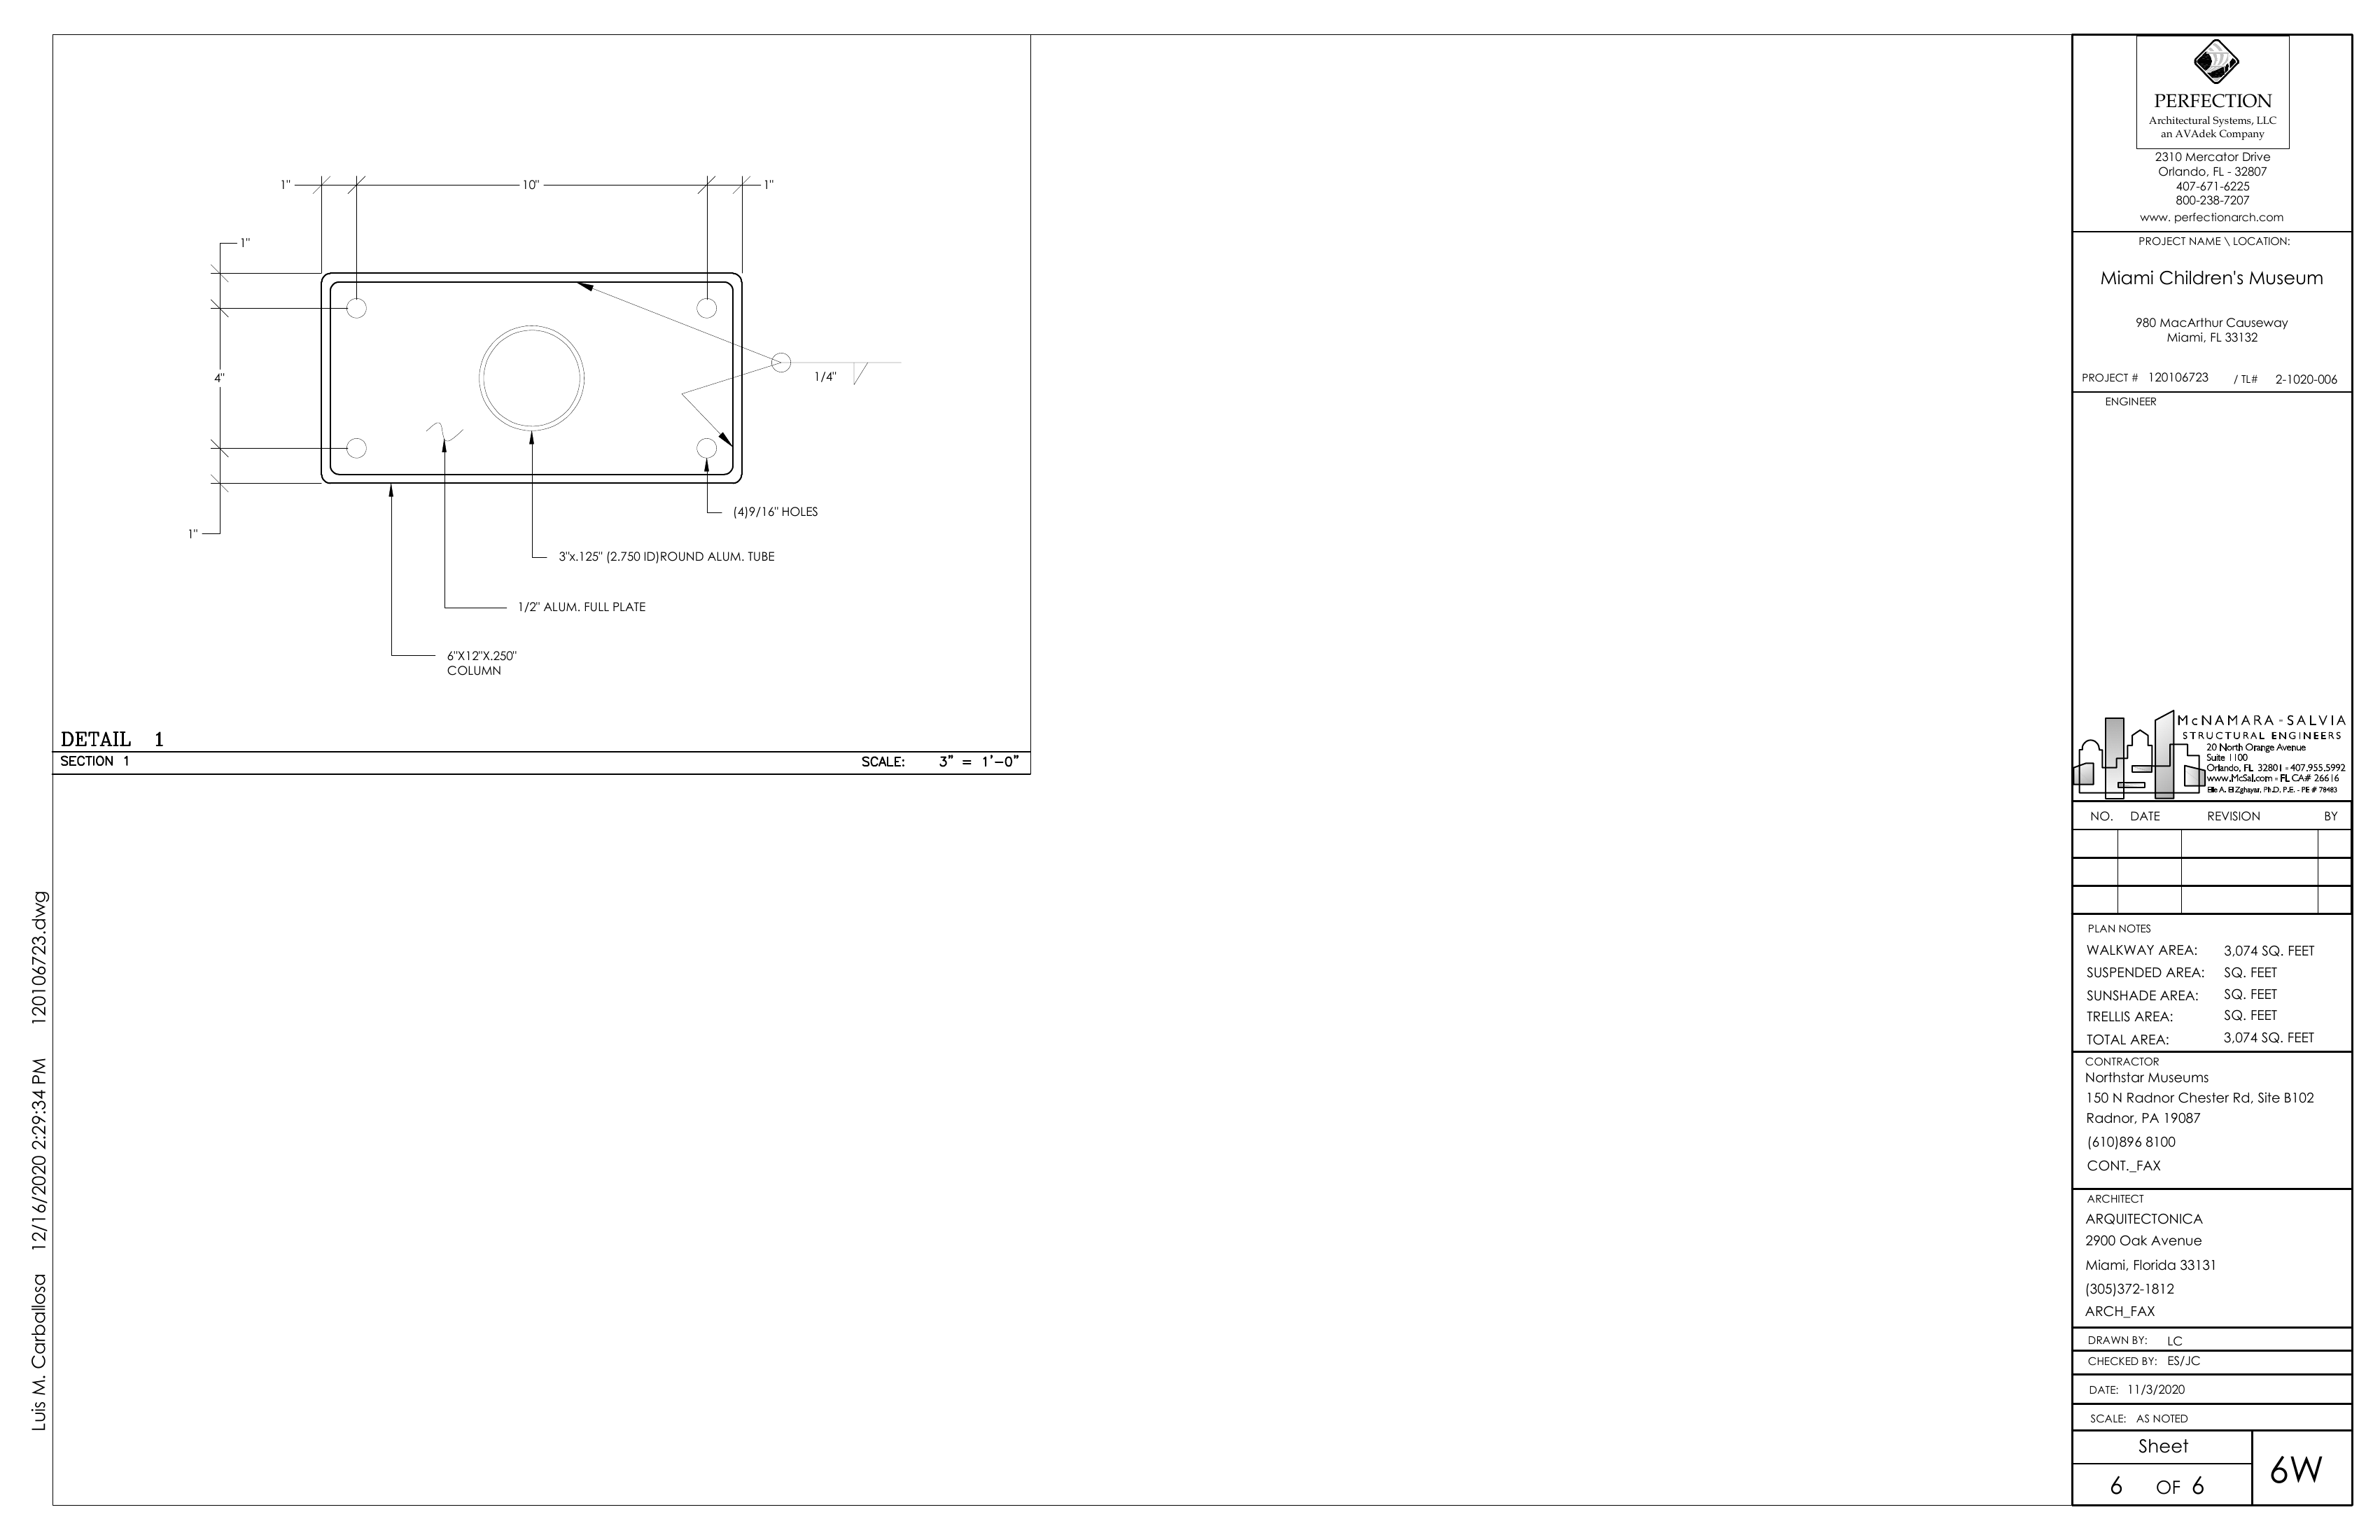 1"
10"
1"
1"
4"
1"
1/4"
(4)9/16" HOLES
3"x.125" (2.750 ID)ROUND ALUM. TUBE
1/2" ALUM. FULL PLATE
6"X12"X.250"
COLUMN
DETAIL 1
SECTION 1
SCALE: 3" = 1'-0"
Luis M. Carballosa 12/16/2020 2:29:34 PM 120106723.dwg
PERFECTION
Architectural Systems, LLC
an AVAdek Company
2310 Mercator Drive
Orlando, FL - 32807
407-671-6225
800-238-7207
www. perfectionarch.com
PROJECT NAME \ LOCATION:
Miami Children's Museum
980 MacArthur Causeway
Miami, FL 33132
PROJECT # 120106723 / TL# 2-1020-006
ENGINEER
McNAMARA - SALVIA
STRUCTURAL ENGINEERS
20 North Orange Avenue
Suite 1100
Orlando, FL 32801 - 407.955.5992
www.McSal.com - FL CA# 26616
Elie A. El Zghayar, Ph.D, P.E. - PE # 78483
NO. DATE REVISION BY
PLAN NOTES
WALKWAY AREA: 3,074 SQ. FEET
SUSPENDED AREA: SQ. FEET
SUNSHADE AREA: SQ. FEET
TRELLIS AREA: SQ. FEET
TOTAL AREA: 3,074 SQ. FEET
CONTRACTOR
Northstar Museums
150 N Radnor Chester Rd, Site B102
Radnor, PA 19087
(610)896 8100
CONT._FAX
ARCHITECT
ARQUITECTONICA
2900 Oak Avenue
Miami, Florida 33131
(305)372-1812
ARCH_FAX
DRAWN BY: LC
CHECKED BY: ES/JC
DATE: 11/3/2020
SCALE: AS NOTED
Sheet
6 OF 6
6W